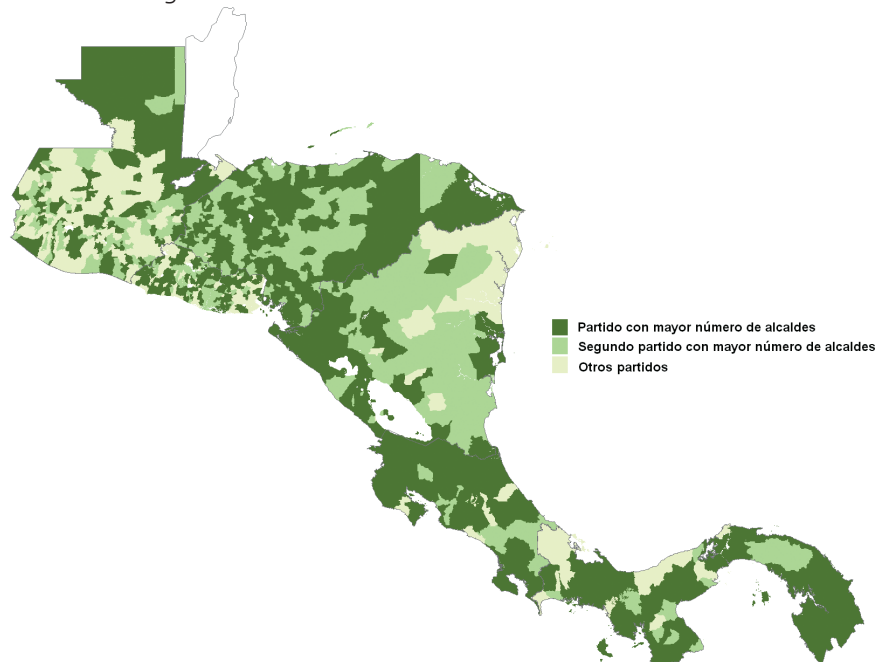 Partido con mayor número de alcaldes
Segundo partido con mayor número de alcaldes
Otros partidos